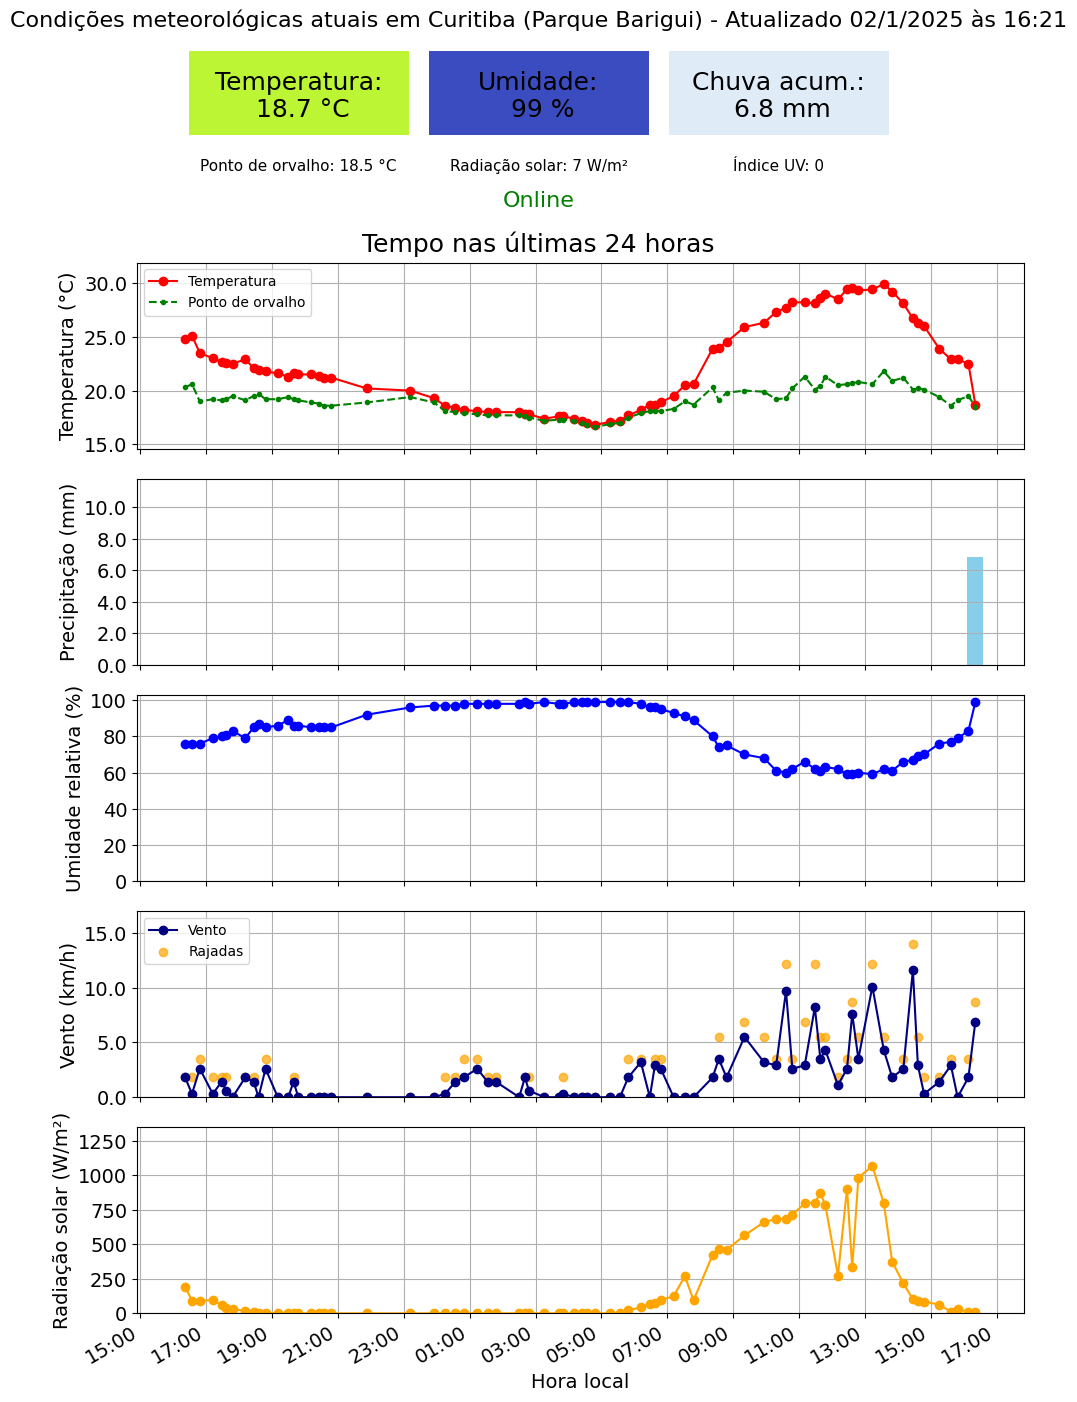 Condições meteorológicas atuais em Curitiba (Parque Barigui) - Atualizado 02/1/2025 às 16:21
Temperatura:
18.7 °C
Umidade:
99 %
Chuva acum.:
6.8 mm
Ponto de orvalho: 18.5 °C
Radiação solar: 7 W/m²
Índice UV: 0
Online
Tempo nas últimas 24 horas
Temperatura (°C)
30.0
25.0
20.0
15.0
Temperatura
Ponto de orvalho
Precipitação (mm)
10.0
8.0
6.0
4.0
2.0
0.0
Umidade relativa (%)
100
80
60
40
20
0
Vento (km/h)
15.0
10.0
5.0
0.0
Vento
Rajadas
Radiação solar (W/m²)
1250
1000
750
500
250
0
15:00
17:00
19:00
21:00
23:00
01:00
03:00
05:00
07:00
09:00
11:00
13:00
15:00
17:00
Hora local